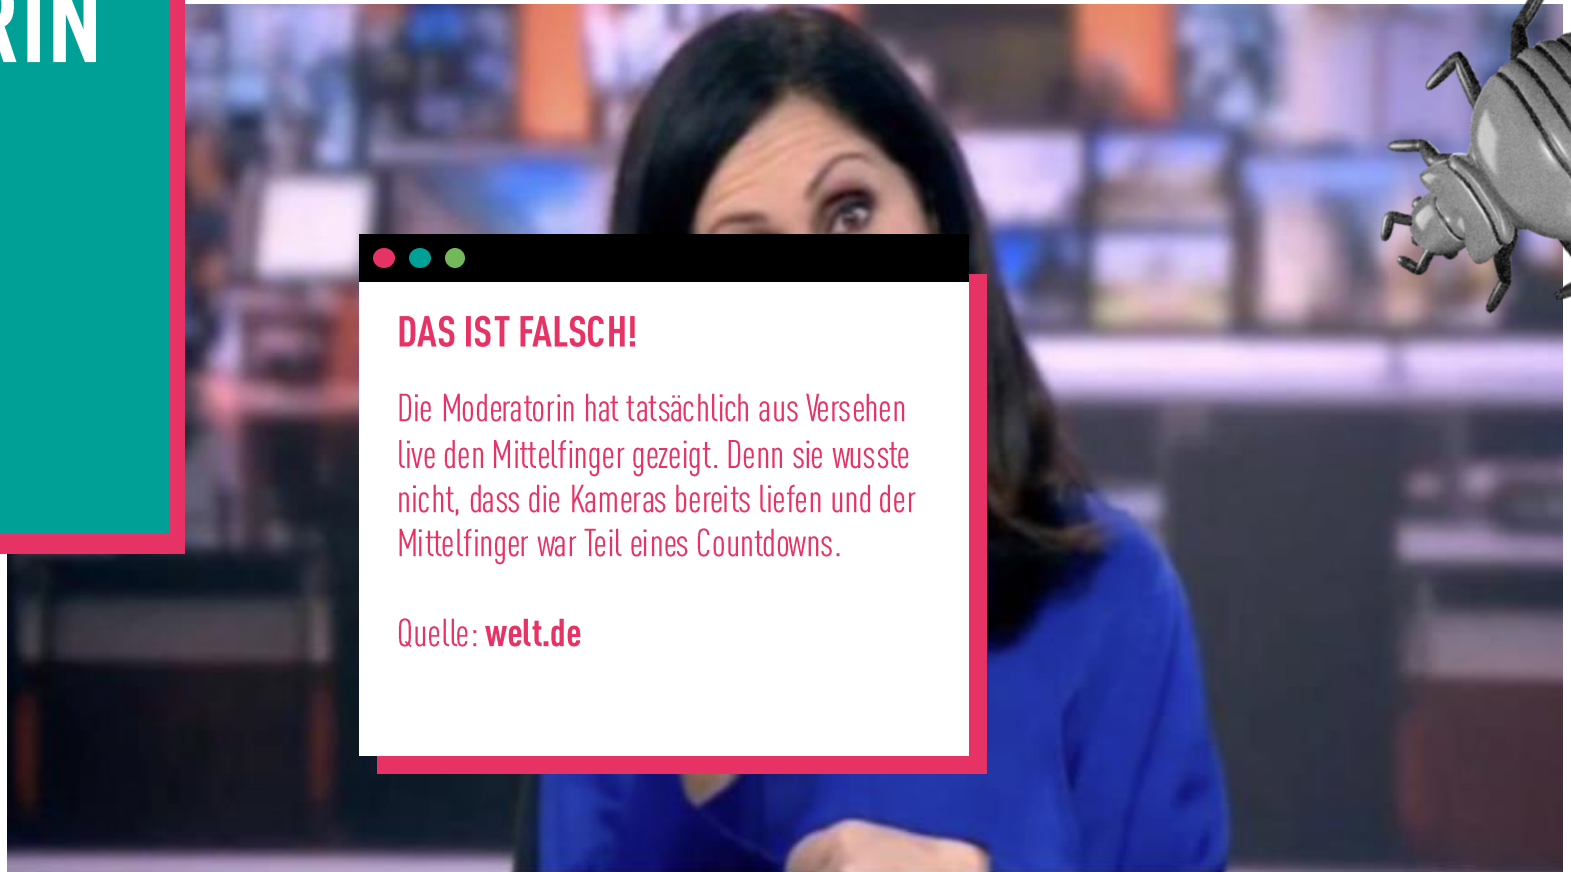 RIN
DAS IST FALSCH!
Die Moderatorin hat tatsächlich aus Versehen
live den Mittelfinger gezeigt. Denn sie wusste
nicht, dass die Kameras bereits liefen und der
Mittelfinger war Teil eines Countdowns.
Quelle: welt.de